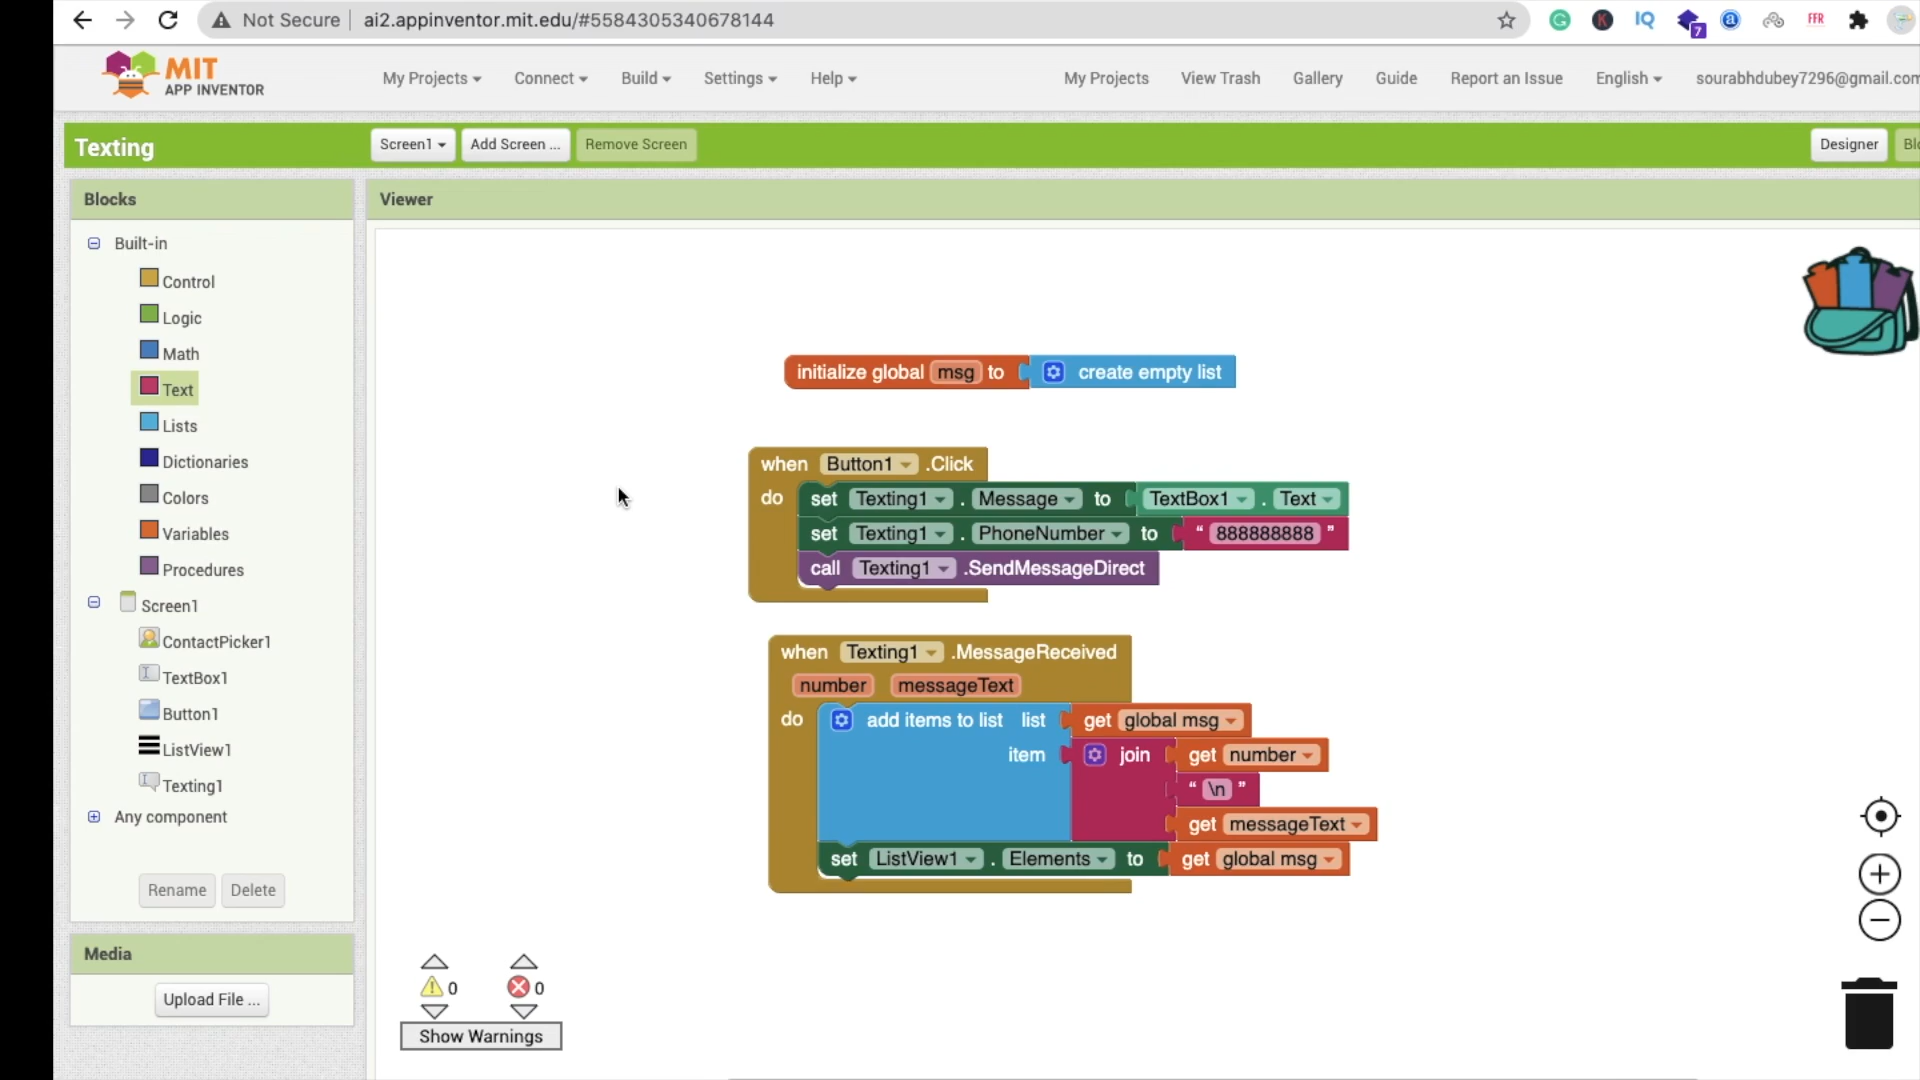 Not Secure ai2.appinventor.mit.edu/#5584305340678144
IQ 7 a FFR
MIT
APP INVENTOR
My Projects Connect Build Settings Help My Projects View Trash Gallery Guide Report an Issue English sourabhdubey7296@gmail.com
Texting Screen1 Add Screen ... Remove Screen Designer Blo
Blocks
Viewer
Built-in
Control
Logic
Math
Text
Lists
Dictionaries
Colors
Variables
Procedures
Screen1
ContactPicker1
TextBox1
Button1
ListView1
Texting1
Any component
Rename Delete
Media
Upload File ...
initialize global msg to create empty list
when Button1 .Click
do set Texting1 . Message to TextBox1 . Text
set Texting1 . PhoneNumber to “ 888888888 ”
call Texting1 .SendMessageDirect
when Texting1 .MessageReceived
number messageText
do add items to list list get global msg
item join get number
“ \n ”
get messageText
set ListView1 . Elements to get global msg
0 0
Show Warnings